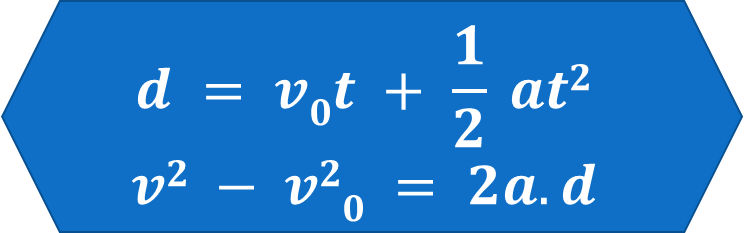 d = v₀t + 1/2 at²
v² − v²₀ = 2a.d